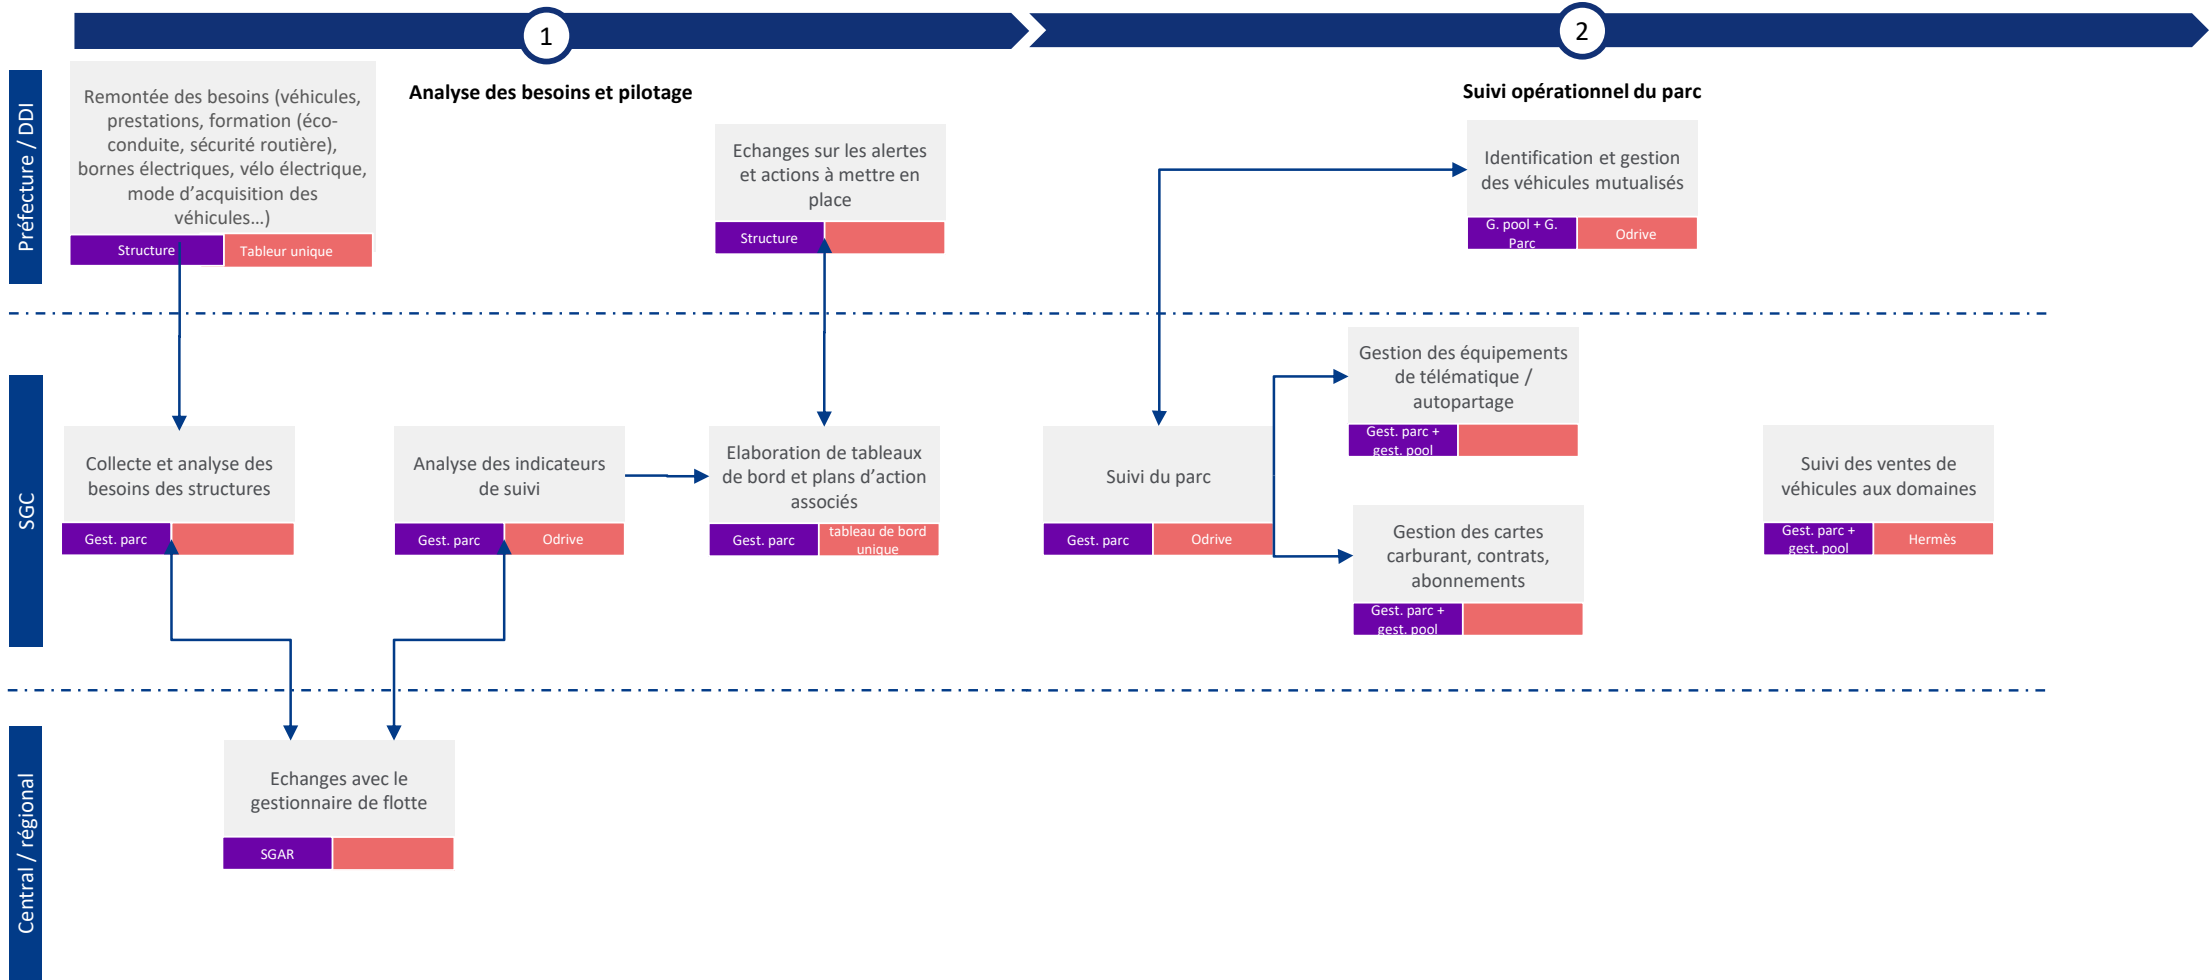 1
2
Analyse des besoins et pilotage
Suivi opérationnel du parc
Préfecture / DDI
Remontée des besoins (véhicules,
prestations, formation (éco-
conduite, sécurité routière),
bornes électriques, vélo électrique,
mode d’acquisition des
véhicules…)
Structure
Tableur unique
Echanges sur les alertes
et actions à mettre en
place
Structure
Identification et gestion
des véhicules mutualisés
G. pool + G.
Parc
Odrive
SGC
Collecte et analyse des
besoins des structures
Gest. parc
Analyse des indicateurs
de suivi
Gest. parc
Odrive
Elaboration de tableaux
de bord et plans d’action
associés
Gest. parc
tableau de bord
unique
Suivi du parc
Gest. parc
Odrive
Gestion des équipements
de télématique /
autopartage
Gest. parc +
gest. pool
Gestion des cartes
carburant, contrats,
abonnements
Gest. parc +
gest. pool
Suivi des ventes de
véhicules aux domaines
Gest. parc +
gest. pool
Hermès
Central / régional
Echanges avec le
gestionnaire de flotte
SGAR